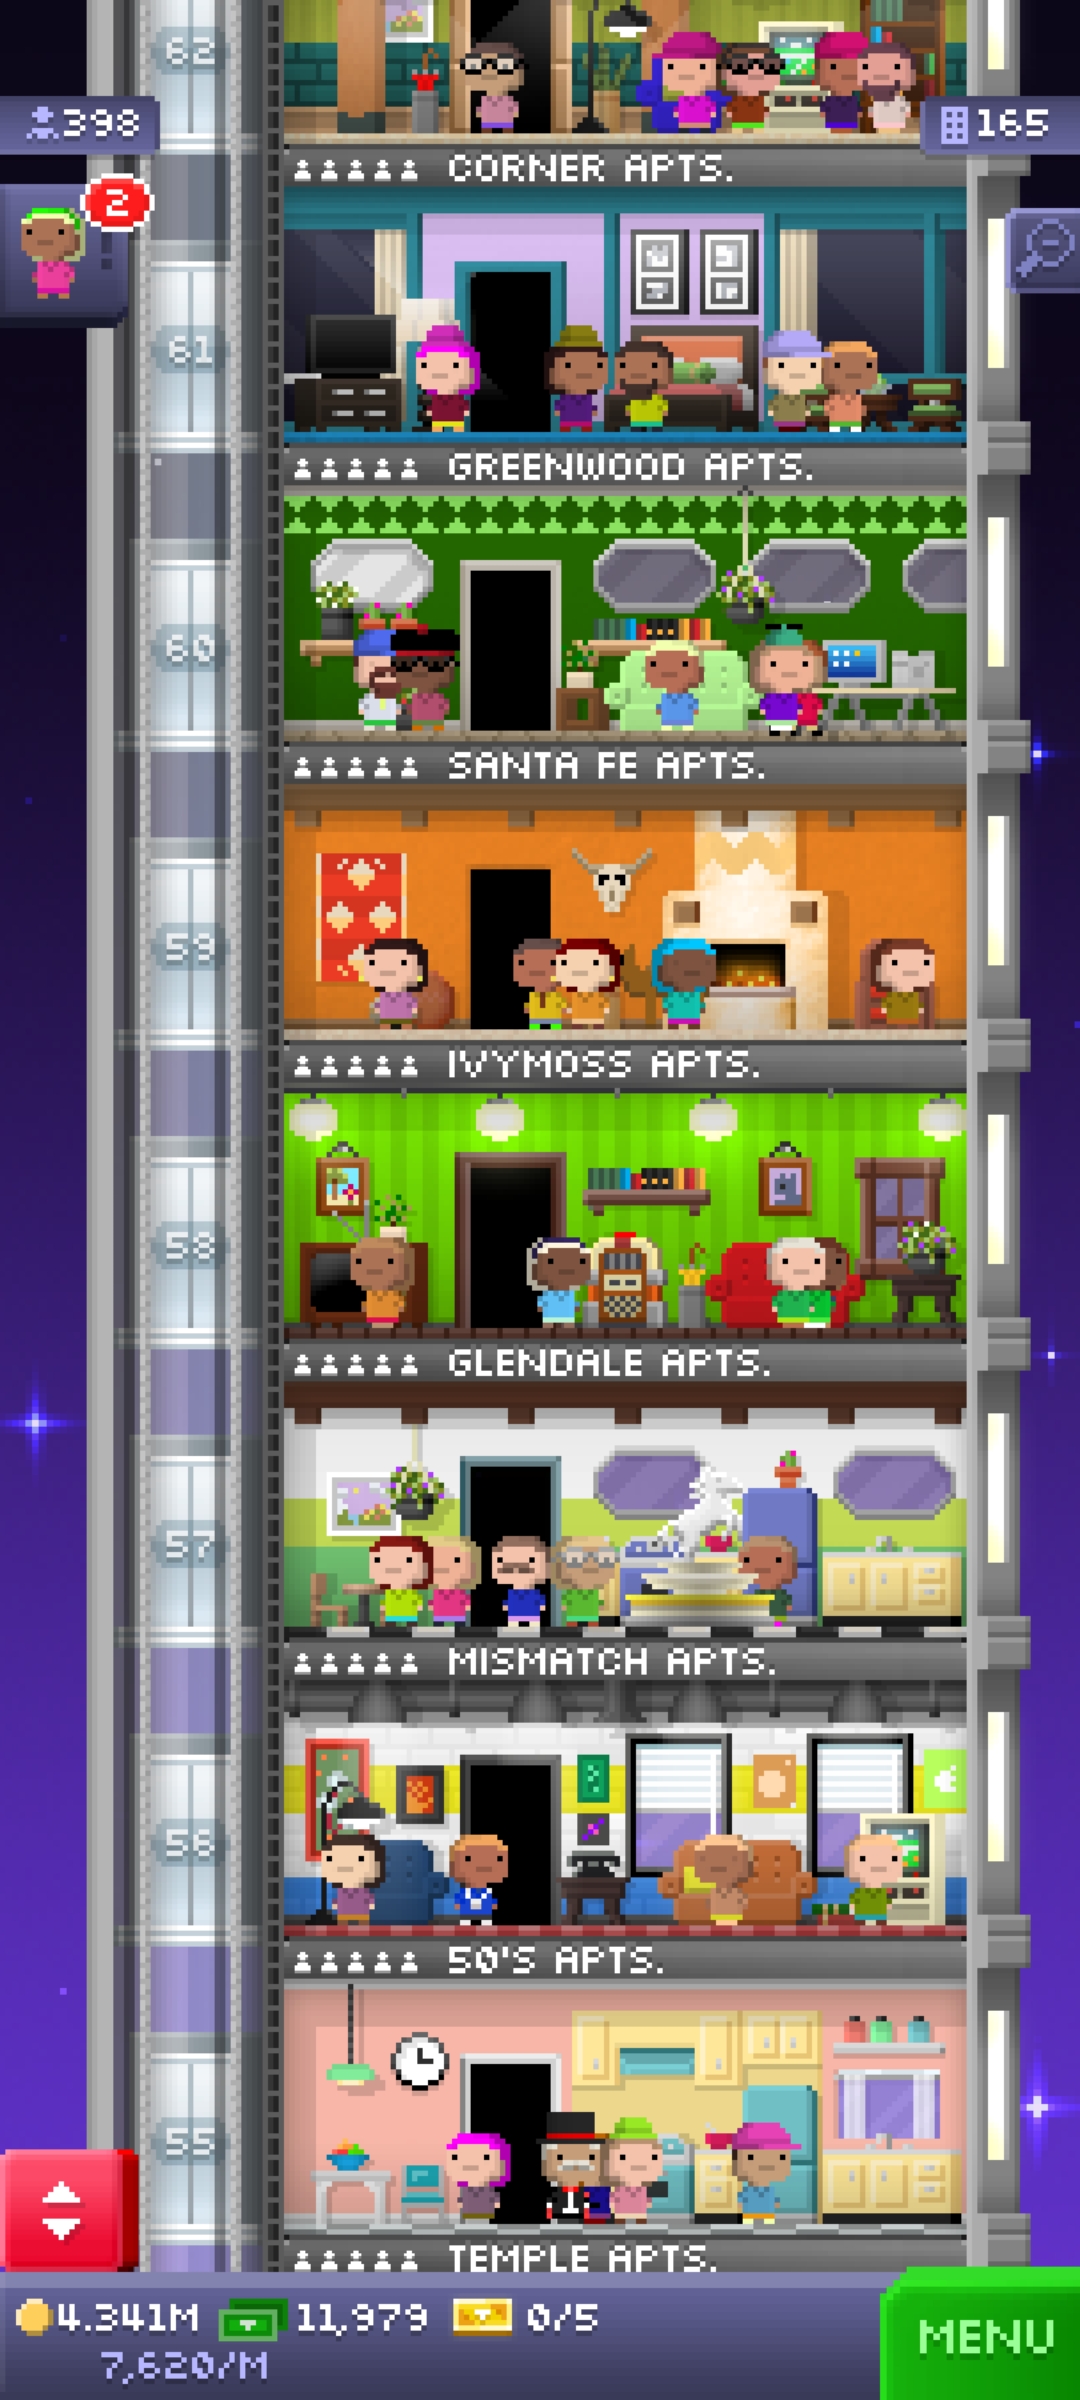 62
398
165
CORNER APTS.
2
61
GREENWOOD APTS.
60
SANTA FE APTS.
59
IVYMOSS APTS.
58
GLENDALE APTS.
57
MISMATCH APTS.
56
50'S APTS.
55
TEMPLE APTS.
4.341M 11,979 0/5
7,620/M
MENU